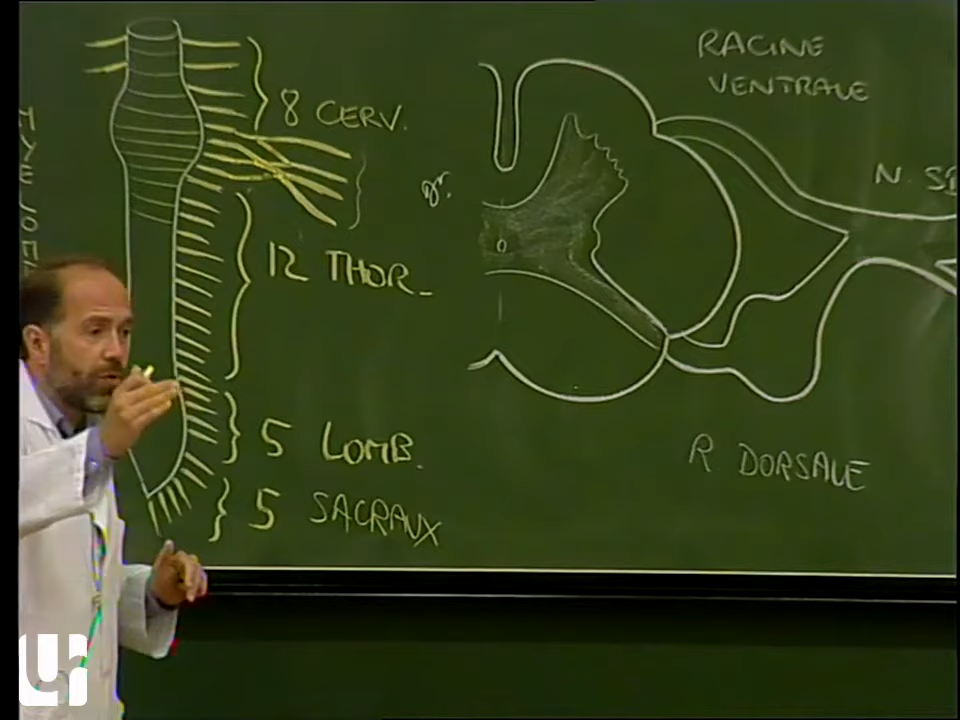 RACINE
VENTRALE
8 CERV.
12 THOR.
5 LOMB.
5 SACRAUX
R DORSALE
N.